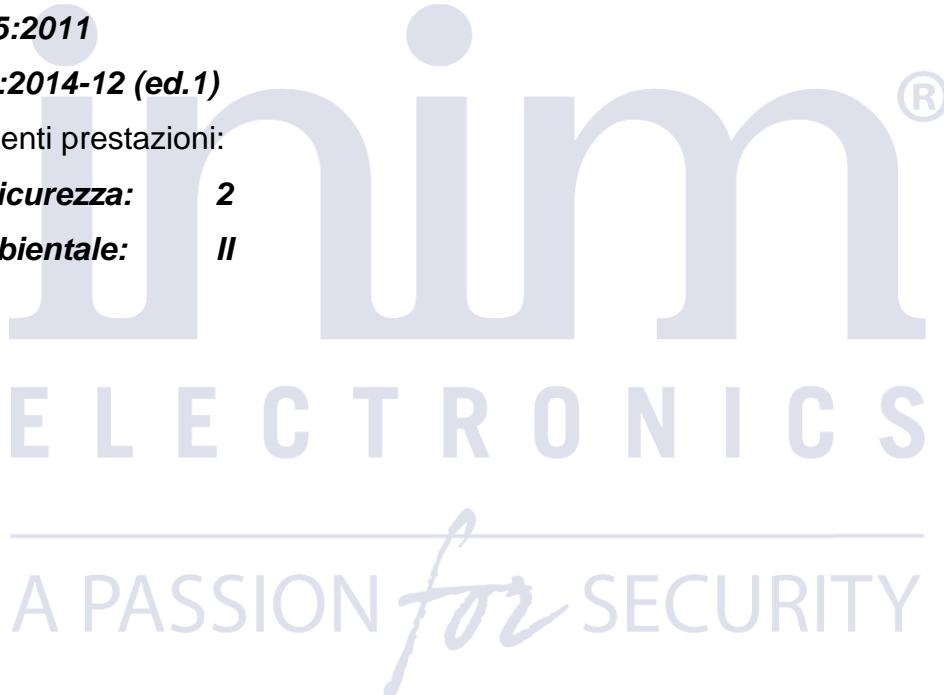 5:2011
:2014-12 (ed.1)
enti prestazioni:
icurezza: 2
bientale: II
inim®
ELECTRONICS
A PASSION for SECURITY